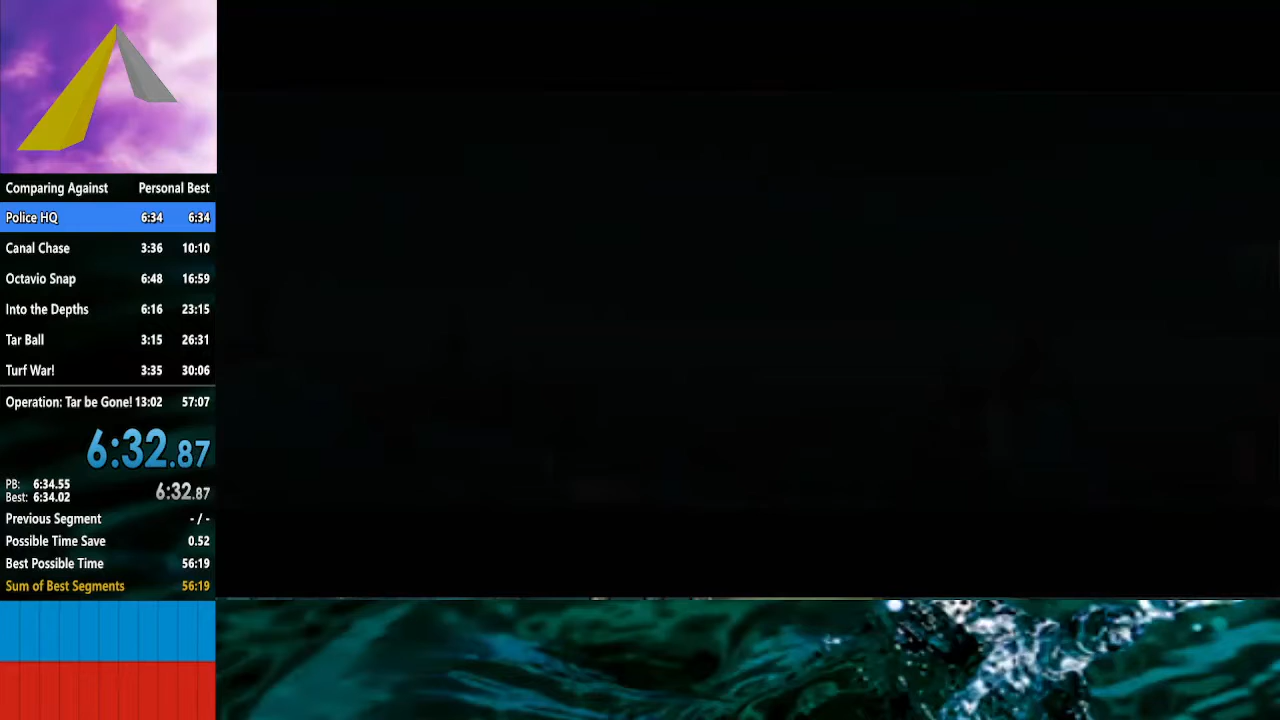 Comparing Against Personal Best
Police HQ 6:34 6:34
Canal Chase 3:36 10:10
Octavio Snap 6:48 16:59
Into the Depths 6:16 23:15
Tar Ball 3:15 26:31
Turf War! 3:35 30:06
Operation: Tar be Gone! 13:02 57:07
6:32.87
PB: 6:34.55
Best: 6:34.02 6:32.87
Previous Segment - / -
Possible Time Save 0.52
Best Possible Time 56:19
Sum of Best Segments 56:19